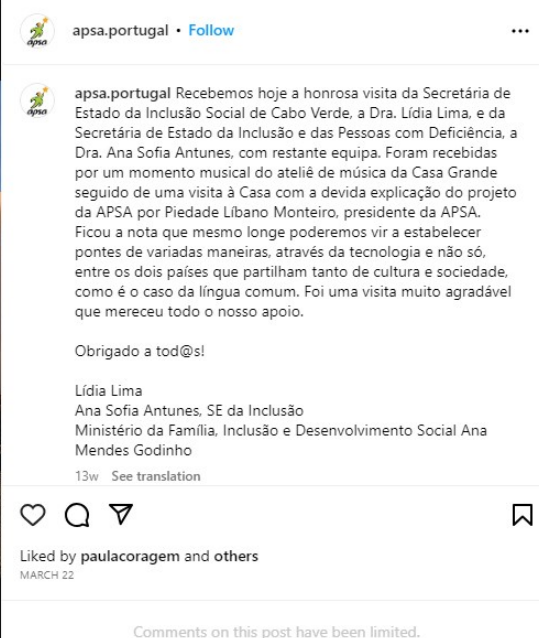 apsa
apsa.portugal • Follow
apsa
apsa.portugal Recebemos hoje a honrosa visita da Secretária de
Estado da Inclusão Social de Cabo Verde, a Dra. Lídia Lima, e da
Secretária de Estado da Inclusão e das Pessoas com Deficiência, a
Dra. Ana Sofia Antunes, com restante equipa. Foram recebidas
por um momento musical do ateliê de música da Casa Grande
seguido de uma visita à Casa com a devida explicação do projeto
da APSA por Piedade Líbano Monteiro, presidente da APSA.
Ficou a nota que mesmo longe poderemos vir a estabelecer
pontes de variadas maneiras, através da tecnologia e não só,
entre os dois países que partilham tanto de cultura e sociedade,
como é o caso da língua comum. Foi uma visita muito agradável
que mereceu todo o nosso apoio.
Obrigado a tod@s!
Lídia Lima
Ana Sofia Antunes, SE da Inclusão
Ministério da Família, Inclusão e Desenvolvimento Social Ana
Mendes Godinho
13w See translation
Liked by paulacoragem and others
MARCH 22
Comments on this post have been limited.